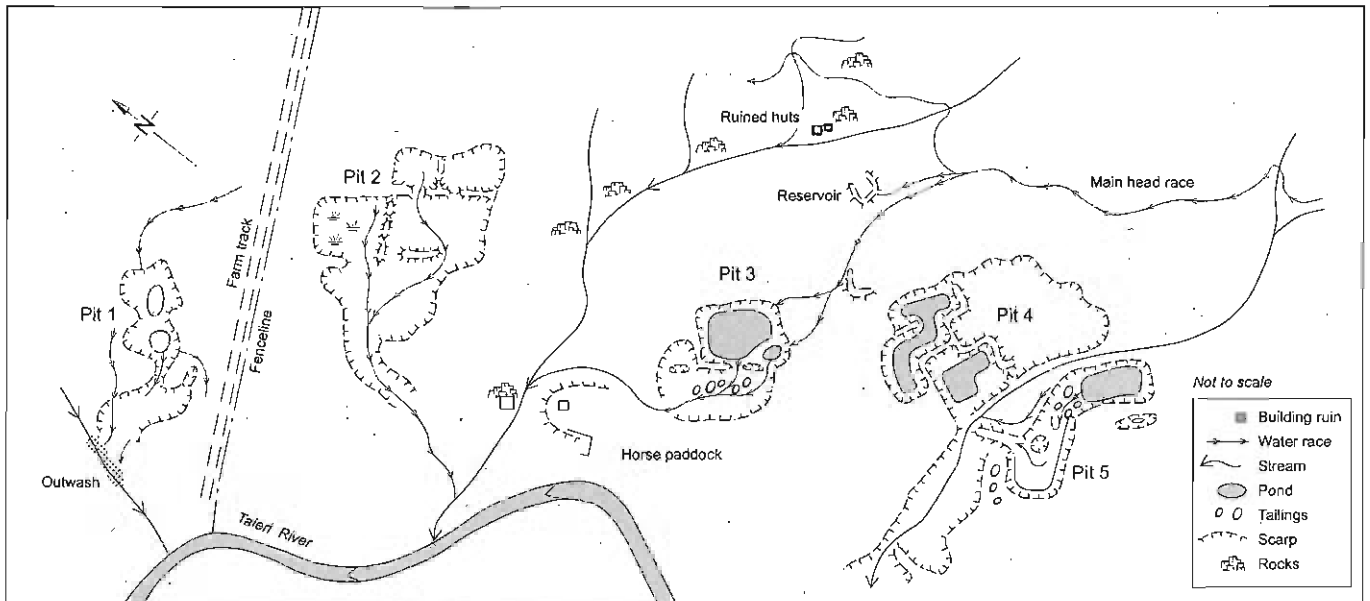 N
Ruined huts
Pit 2
Reservoir
Main head race
Farm track
Pit 3
Pit 1
Fenceline
Pit 4
Not to scale
Building ruin
Water race
Stream
Pond
Tailings
Scarp
Rocks
Horse paddock
Pit 5
Outwash
Taieri River